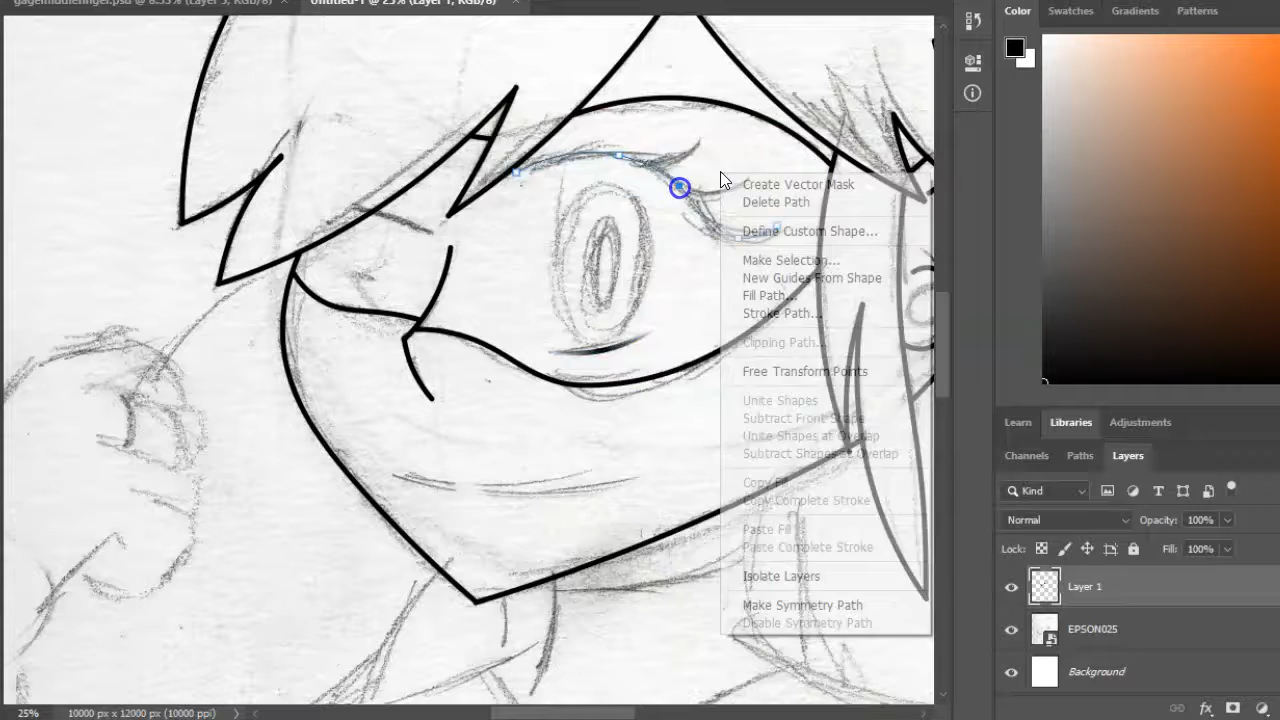 gagemiddlefinger.psd @ 8.33% (Layer 3, RGB/8)
Untitled-1 @ 25% (Layer 1, RGB/8)
Color
Swatches
Gradients
Patterns
Create Vector Mask
Delete Path
Define Custom Shape...
Make Selection...
New Guides From Shape
Fill Path...
Stroke Path...
Clipping Path...
Free Transform Points
Unite Shapes
Subtract Front Shape
Unite Shapes at Overlap
Subtract Shapes at Overlap
Copy Fill
Copy Complete Stroke
Paste Fill
Paste Complete Stroke
Isolate Layers
Make Symmetry Path
Disable Symmetry Path
Learn
Libraries
Adjustments
Channels
Paths
Layers
Kind
Normal
Opacity: 100%
Lock:
Fill: 100%
Layer 1
EPSON025
Background
fx
25%
10000 px x 12000 px (10000 ppi)